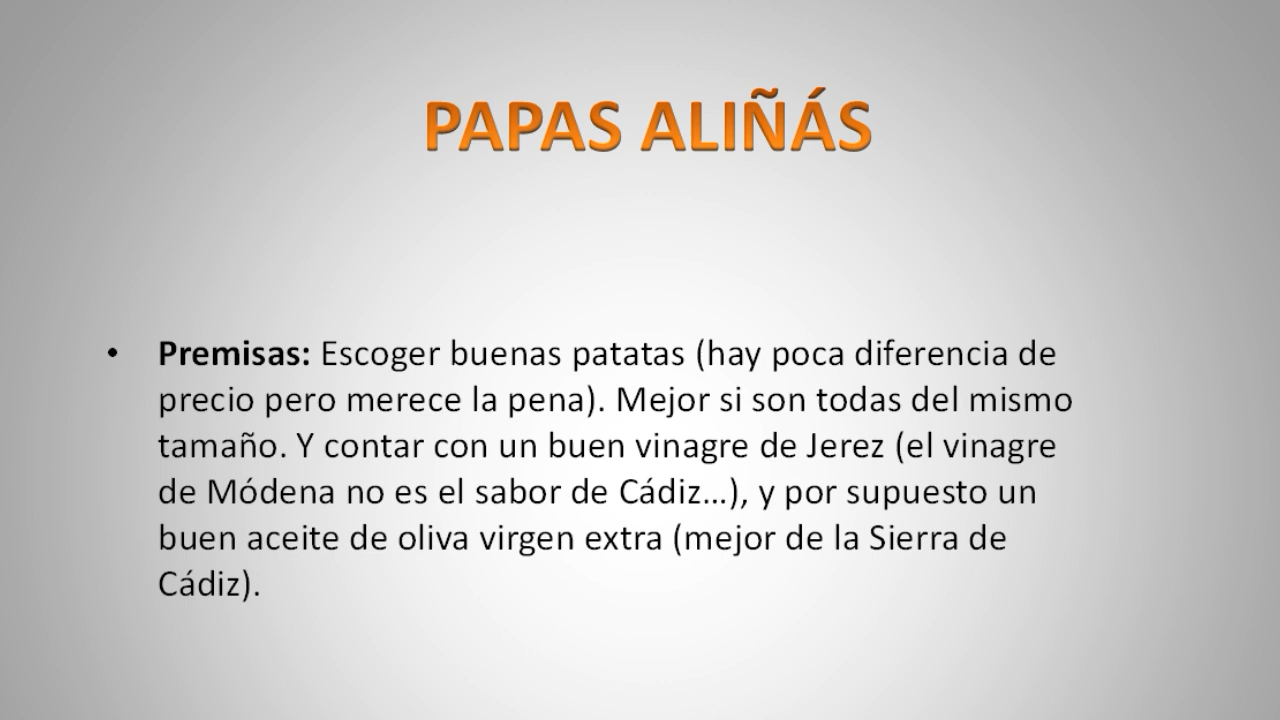 PAPAS ALIÑÁS
• Premisas: Escoger buenas patatas (hay poca diferencia de
precio pero merece la pena). Mejor si son todas del mismo
tamaño. Y contar con un buen vinagre de Jerez (el vinagre
de Módena no es el sabor de Cádiz…), y por supuesto un
buen aceite de oliva virgen extra (mejor de la Sierra de
Cádiz).